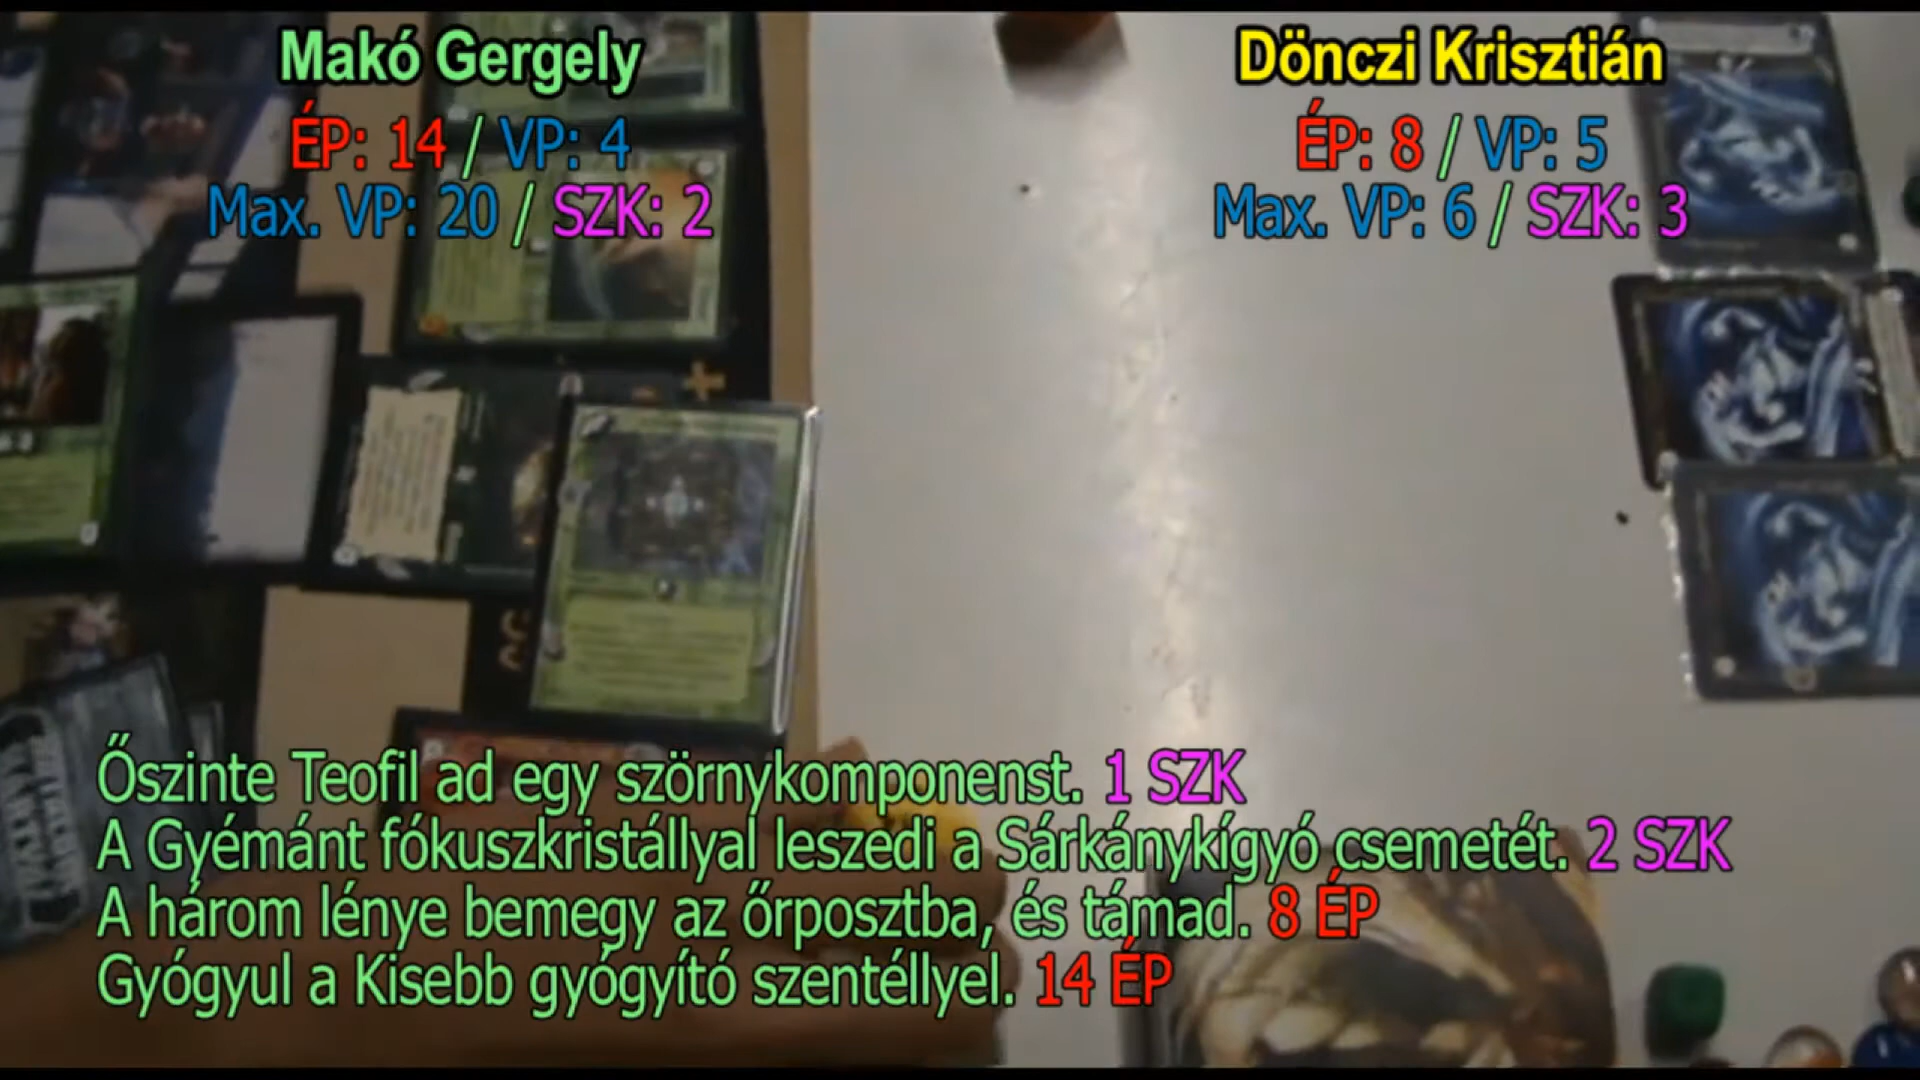 Makó Gergely
ÉP: 14 / VP: 4
Max. VP: 20 / SZK: 2
Dönczi Krisztián
ÉP: 8 / VP: 5
Max. VP: 6 / SZK: 3
Őszinte Teofil ad egy szörnykomponenst. 1 SZK
A Gyémánt fókuszkristállyal leszedi a Sárkánykígyó csemetét. 2 SZK
A három lénye bemegy az őrposztba, és támad. 8 ÉP
Gyógyul a Kisebb gyógyító szentéllyel. 14 ÉP